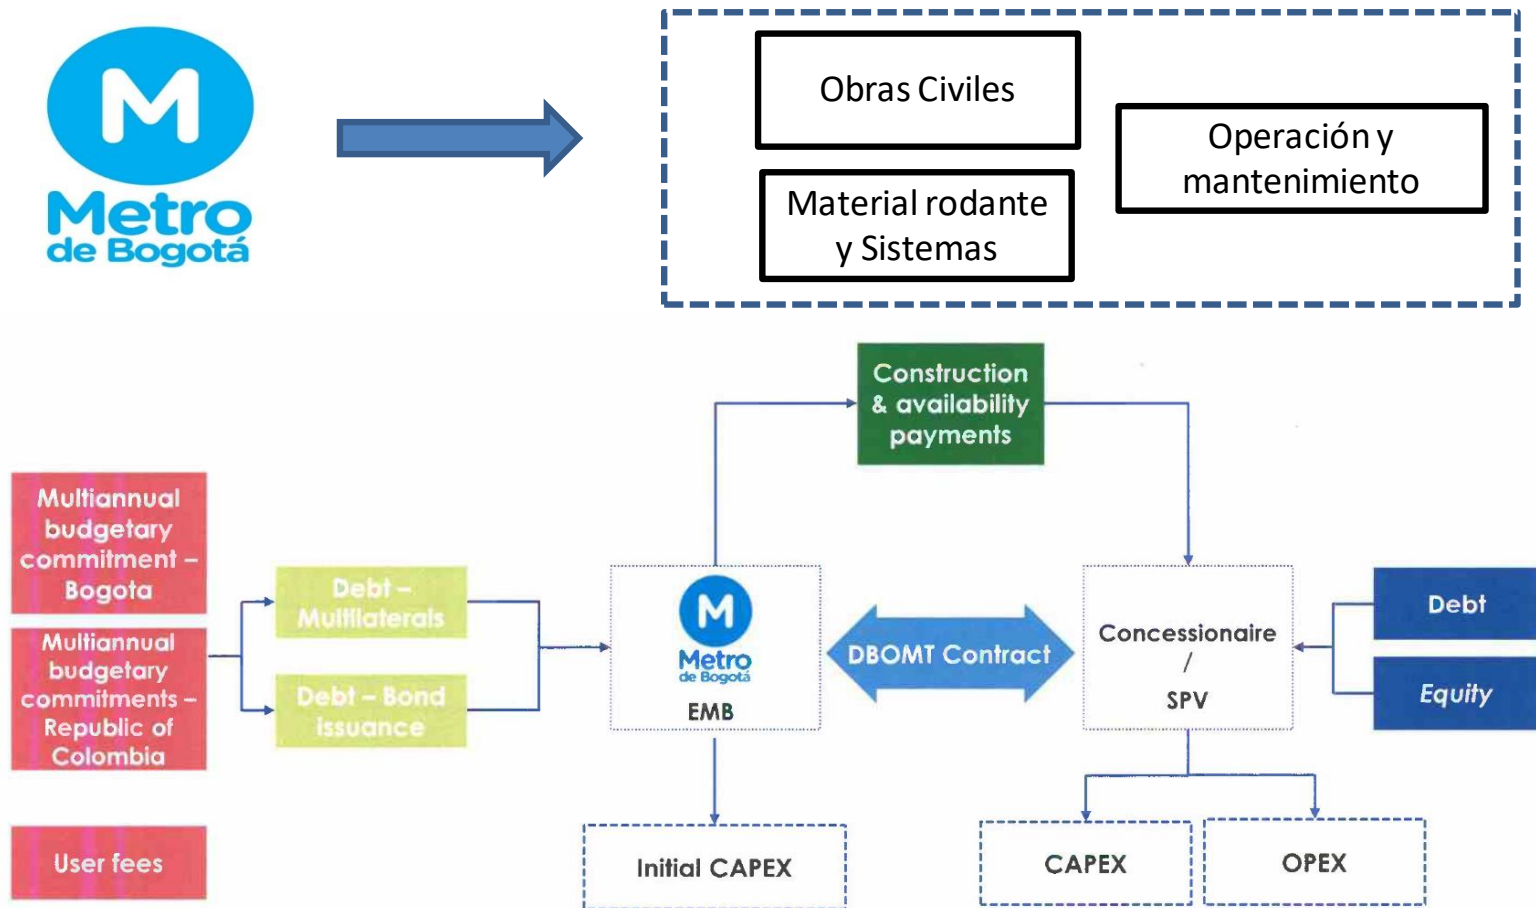 M
Metro
de Bogotá
Obras Civiles
Material rodante
y Sistemas
Operación y
mantenimiento
Construction
& availability
payments
Multiannual
budgetary
commitment –
Bogota
Multiannual
budgetary
commitments –
Republic of
Colombia
User fees
Debt –
Multilaterals
Debt – Bond
issuance
M
Metro
de Bogotá
EMB
DBOMT Contract
Concessionaire
/
SPV
Debt
Equity
Initial CAPEX
CAPEX
OPEX